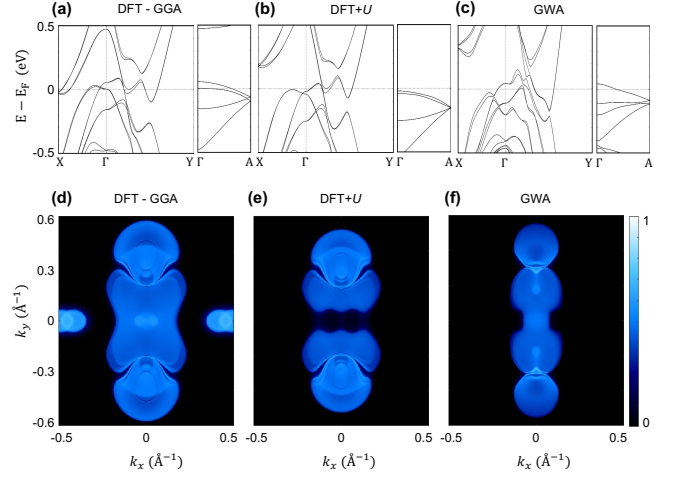 (a) DFT - GGA (b) DFT+U (c) GWA
E − E_F (eV)
0.5
0
-0.5
X Γ Y Γ A X Γ Y Γ A X Γ Y Γ A
(d) DFT - GGA (e) DFT+U (f) GWA
k_y (Å⁻¹)
0.6
0.3
0
-0.3
-0.6
1
0
-0.5 0 0.5 -0.5 0 0.5 -0.5 0 0.5
k_x (Å⁻¹) k_x (Å⁻¹) k_x (Å⁻¹)